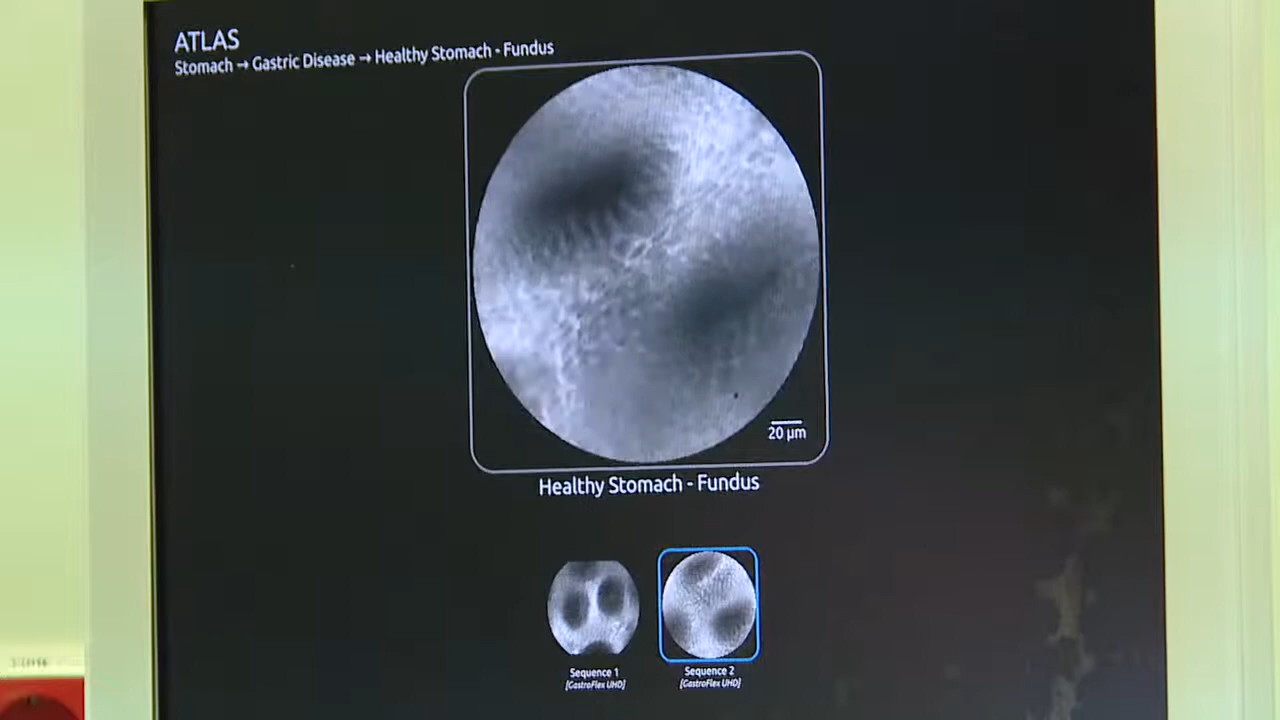 ATLAS
Stomach → Gastric Disease → Healthy Stomach - Fundus
20 µm
Healthy Stomach - Fundus
Sequence 1
[GastroFlex UHD]
Sequence 2
[GastroFlex UHD]